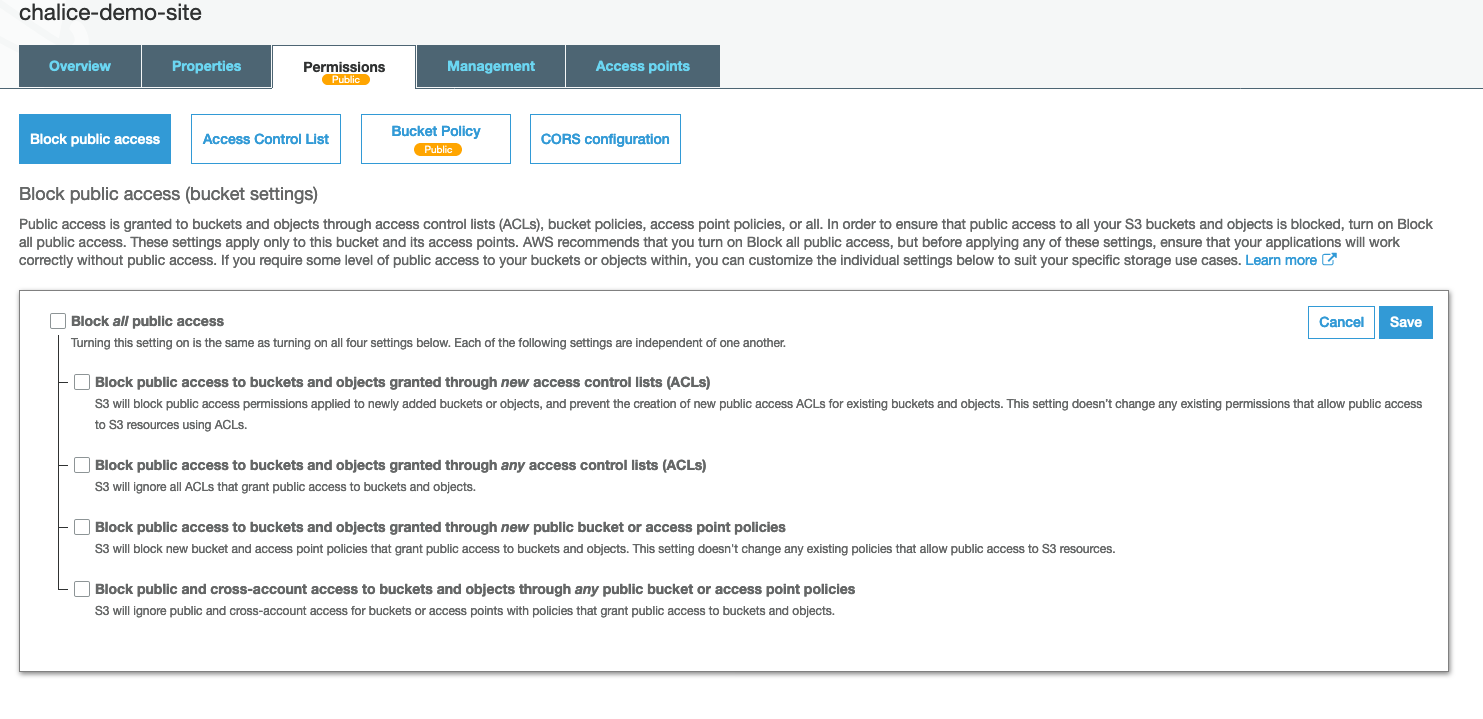 chalice-demo-site
Overview
Properties
Permissions
Public
Management
Access points
Block public access
Access Control List
Bucket Policy
Public
CORS configuration
Block public access (bucket settings)
Public access is granted to buckets and objects through access control lists (ACLs), bucket policies, access point policies, or all. In order to ensure that public access to all your S3 buckets and objects is blocked, turn on Block
all public access. These settings apply only to this bucket and its access points. AWS recommends that you turn on Block all public access, but before applying any of these settings, ensure that your applications will work
correctly without public access. If you require some level of public access to your buckets or objects within, you can customize the individual settings below to suit your specific storage use cases. Learn more
Block all public access
Cancel
Save
Turning this setting on is the same as turning on all four settings below. Each of the following settings are independent of one another.
Block public access to buckets and objects granted through new access control lists (ACLs)
S3 will block public access permissions applied to newly added buckets or objects, and prevent the creation of new public access ACLs for existing buckets and objects. This setting doesn't change any existing permissions that allow public access
to S3 resources using ACLs.
Block public access to buckets and objects granted through any access control lists (ACLs)
S3 will ignore all ACLs that grant public access to buckets and objects.
Block public access to buckets and objects granted through new public bucket or access point policies
S3 will block new bucket and access point policies that grant public access to buckets and objects. This setting doesn't change any existing policies that allow public access to S3 resources.
Block public and cross-account access to buckets and objects through any public bucket or access point policies
S3 will ignore public and cross-account access for buckets or access points with policies that grant public access to buckets and objects.